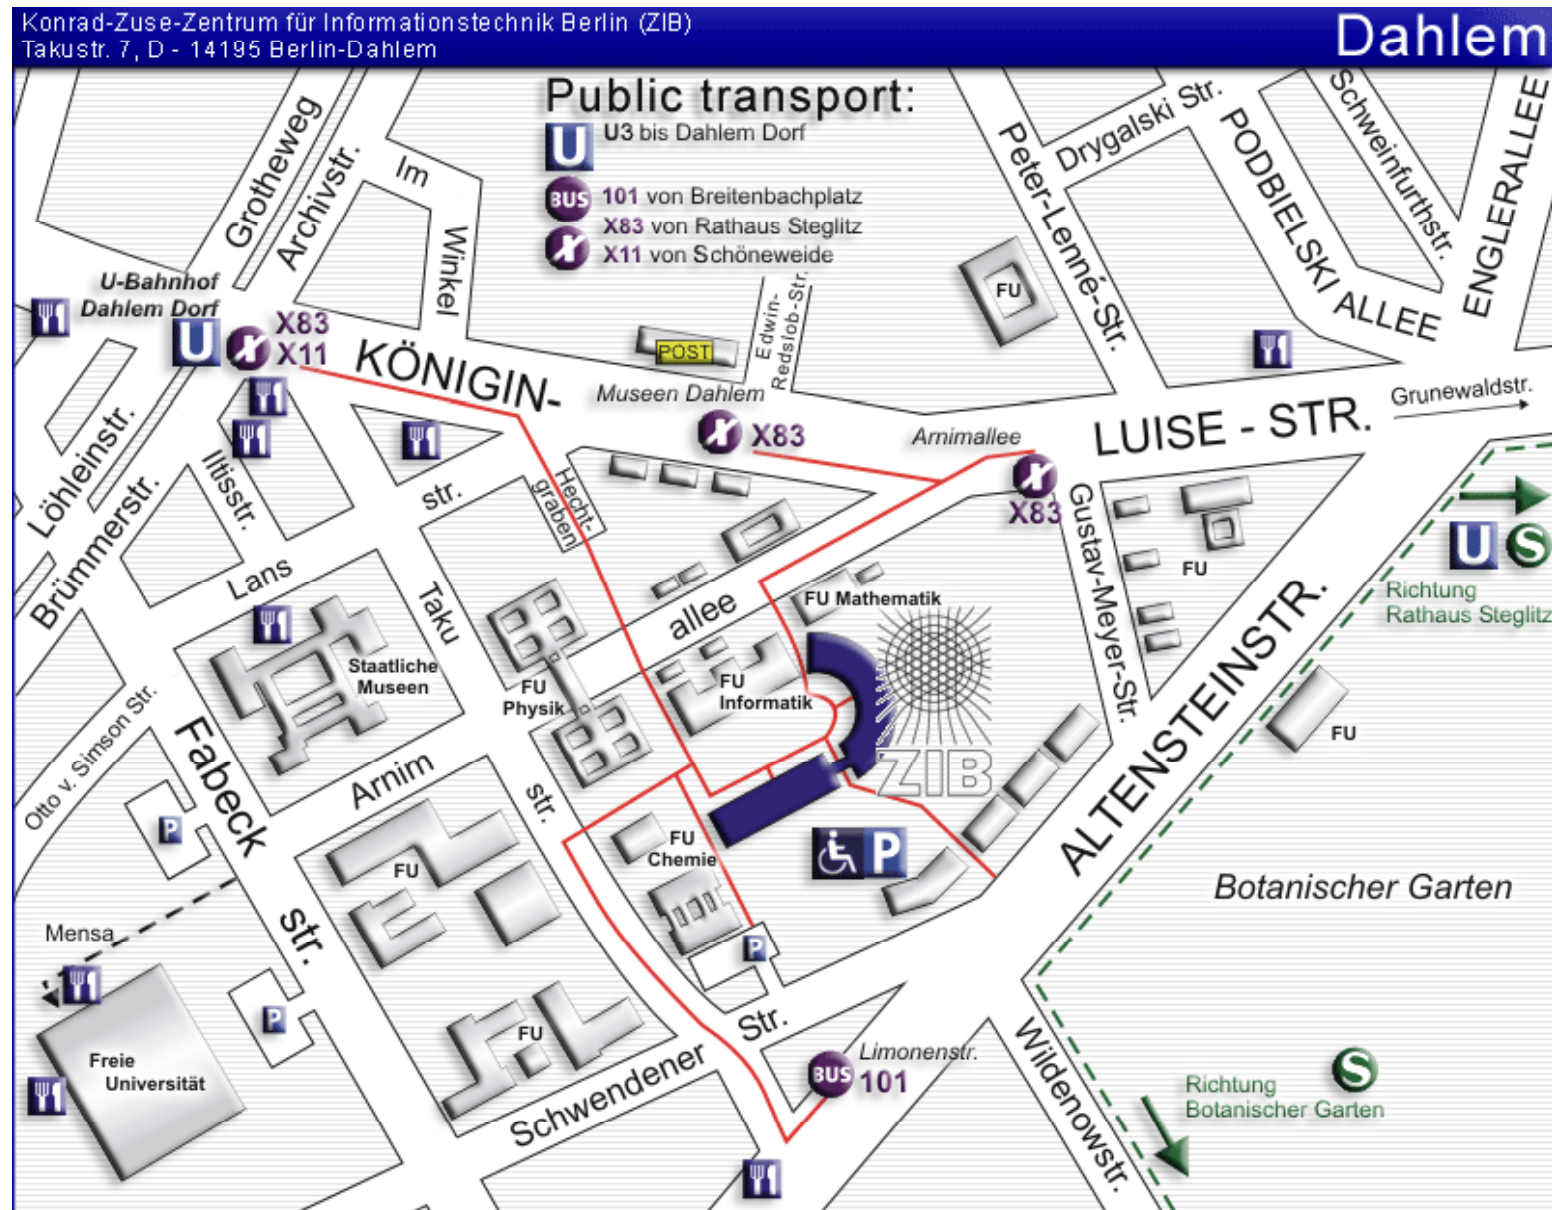 Konrad-Zuse-Zentrum für Informationstechnik Berlin (ZIB)
Takustr. 7, D - 14195 Berlin-Dahlem
Dahlem
Public transport:
U
U3 bis Dahlem Dorf
BUS
101 von Breitenbachplatz
X83 von Rathaus Steglitz
X
X11 von Schöneweide
Grotheweg
Archivstr.
Im
Winkel
Peter-Lenné-Str.
Drygalski Str.
PODBIELSKI ALLEE
Schweinfurthstr.
ENGLERALLEE
U-Bahnhof
Dahlem Dorf
U
X
X83
X11
KÖNIGIN-
LUISE - STR.
POST
Edwin-
Redslob-Str.
Museen Dahlem
X
X83
Arnimallee
X
X83
FU
Grunewaldstr.
Löhleinstr.
Brümmerstr.
Iltisstr.
Lans
str.
Hecht-
graben
Taku
str.
allee
FU Mathematik
Gustav-Meyer-Str.
FU
U
S
Richtung
Rathaus Steglitz
ALTENSTEINSTR.
Staatliche
Museen
FU
Physik
FU
Informatik
ZIB
FU
Otto v. Simson Str.
Fabeck
str.
Arnim
P
FU
FU
Chemie
P
P
Botanischer Garten
Mensa
P
Freie
Universität
FU
Schwendener
Str.
BUS
Limonenstr.
101
Wildenowstr.
Richtung
Botanischer Garten
S